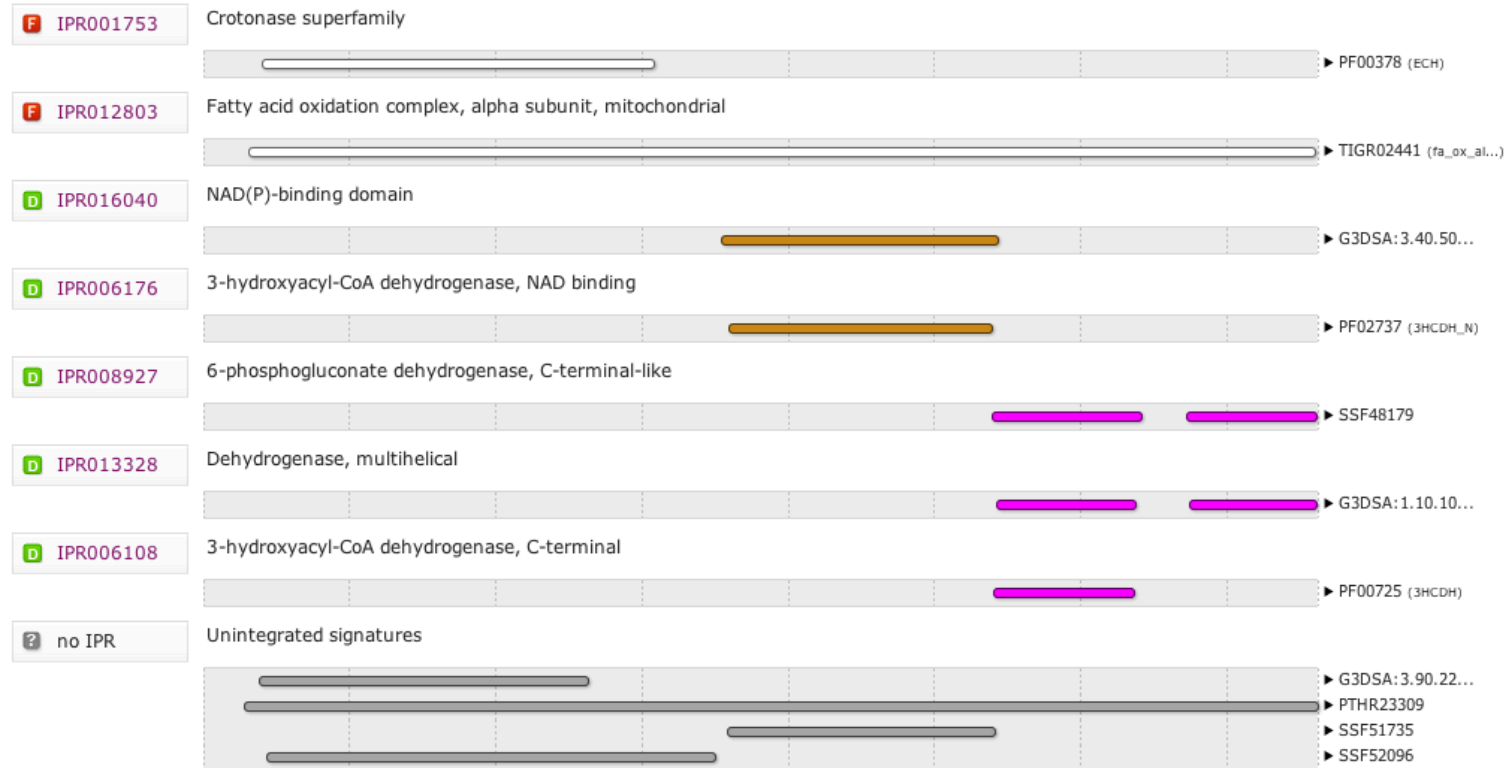 F IPR001753 Crotonase superfamily
▶ PF00378 (ECH)
F IPR012803 Fatty acid oxidation complex, alpha subunit, mitochondrial
▶ TIGR02441 (fa_ox_al...)
D IPR016040 NAD(P)-binding domain
▶ G3DSA:3.40.50...
D IPR006176 3-hydroxyacyl-CoA dehydrogenase, NAD binding
▶ PF02737 (3HCDH_N)
D IPR008927 6-phosphogluconate dehydrogenase, C-terminal-like
▶ SSF48179
D IPR013328 Dehydrogenase, multihelical
▶ G3DSA:1.10.10...
D IPR006108 3-hydroxyacyl-CoA dehydrogenase, C-terminal
▶ PF00725 (3HCDH)
? no IPR Unintegrated signatures
▶ G3DSA:3.90.22...
▶ PTHR23309
▶ SSF51735
▶ SSF52096